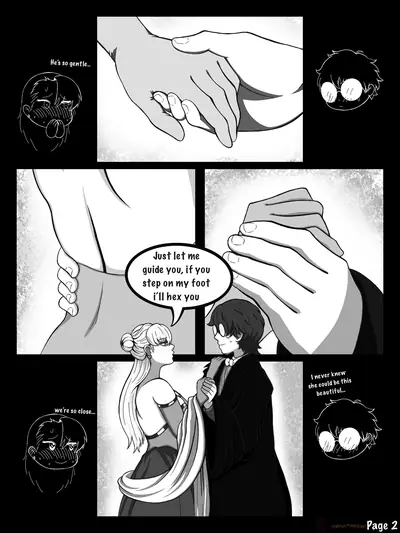 He's so gentle...
Just let me
guide you, if you
step on my foot
i'll hex you
we're so close...
I never knew
she could be this
beautiful...
Page 2